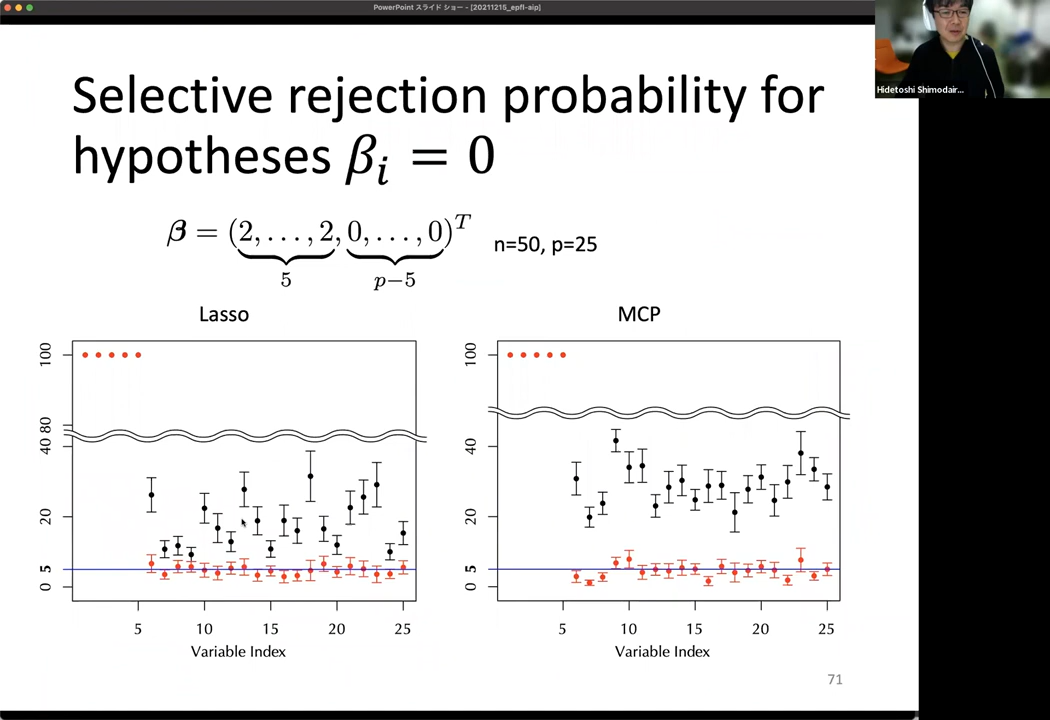 PowerPoint スライド ショー - [20211215_epfl-aip]
Hidetoshi Shimodair...
Selective rejection probability for
hypotheses βᵢ = 0
β = (2, . . . , 2, 0, . . . , 0)ᵀ n=50, p=25
5 p−5
Lasso MCP
100 100
80
40 40
20 20
5 5
0 0
5 10 15 20 25 5 10 15 20 25
Variable Index Variable Index
71